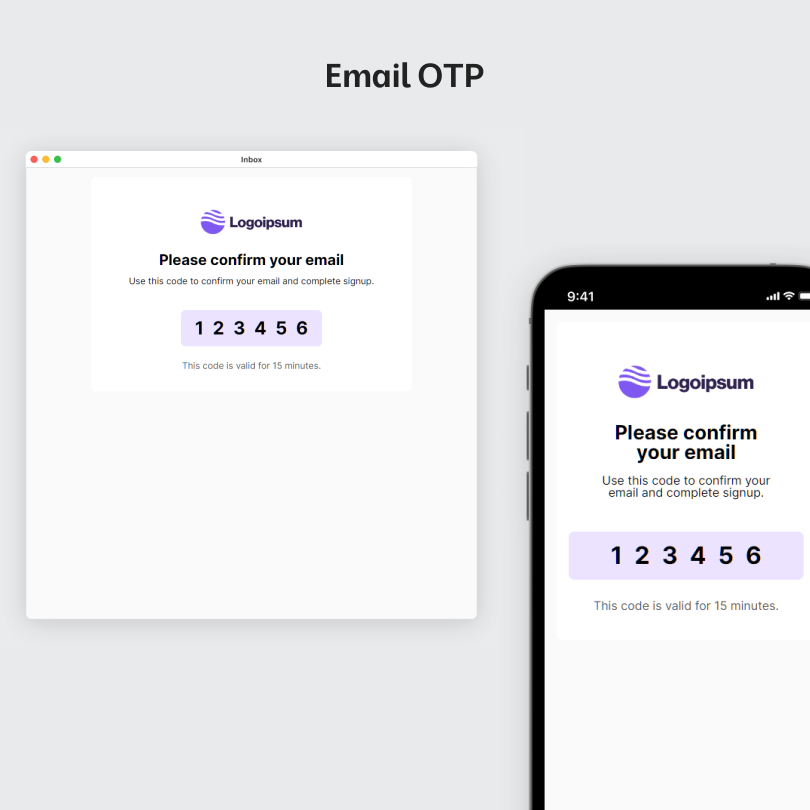 Email OTP
Inbox
Logoipsum
Please confirm your email
Use this code to confirm your email and complete signup.
1 2 3 4 5 6
This code is valid for 15 minutes.
9:41
Logoipsum
Please confirm
your email
Use this code to confirm your
email and complete signup.
1 2 3 4 5 6
This code is valid for 15 minutes.